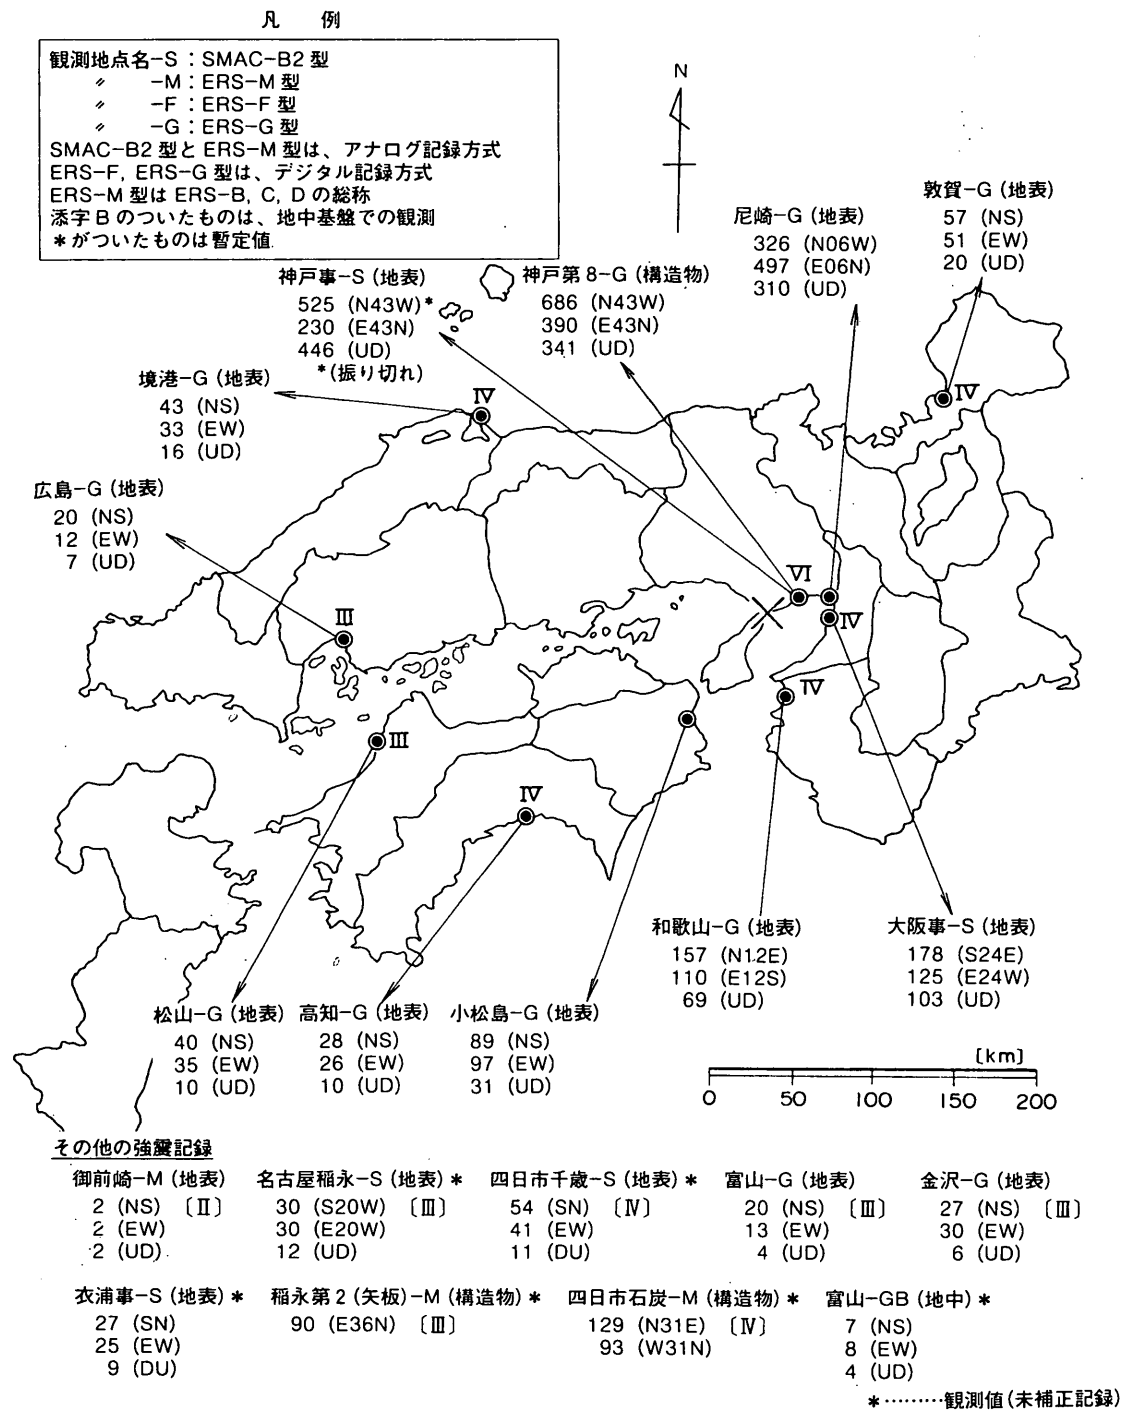 凡 例
観測地点名-S : SMAC-B2型
〃 -M : ERS-M型
〃 -F : ERS-F型
〃 -G : ERS-G型
SMAC-B2型と ERS-M型は、アナログ記録方式
ERS-F, ERS-G型は、デジタル記録方式
ERS-M型は ERS-B, C, D の総称
添字 B のついたものは、地中基盤での観測
*がついたものは暫定値
N
敦賀-G (地表)
57 (NS)
51 (EW)
20 (UD)
尼崎-G (地表)
326 (N06W)
497 (E06N)
310 (UD)
神戸事-S (地表)
525 (N43W)*
230 (E43N)
446 (UD)
*(振り切れ)
神戸第8-G (構造物)
686 (N43W)
390 (E43N)
341 (UD)
境港-G (地表)
43 (NS)
33 (EW)
16 (UD)
IV
IV
広島-G (地表)
20 (NS)
12 (EW)
7 (UD)
VI
III
IV
IV
III
IV
和歌山-G (地表)
157 (N12E)
110 (E12S)
69 (UD)
大阪事-S (地表)
178 (S24E)
125 (E24W)
103 (UD)
松山-G (地表)
40 (NS)
35 (EW)
10 (UD)
高知-G (地表)
28 (NS)
26 (EW)
10 (UD)
小松島-G (地表)
89 (NS)
97 (EW)
31 (UD)
[km]
0 50 100 150 200
その他の強震記録
御前崎-M (地表)
2 (NS) 〔II〕
2 (EW)
2 (UD)
名古屋稲永-S (地表) *
30 (S20W) 〔III〕
30 (E20W)
12 (UD)
四日市千歳-S (地表) *
54 (SN) 〔IV〕
41 (EW)
11 (DU)
富山-G (地表)
20 (NS) 〔III〕
13 (EW)
4 (UD)
金沢-G (地表)
27 (NS) 〔III〕
30 (EW)
6 (UD)
衣浦事-S (地表) *
27 (SN)
25 (EW)
9 (DU)
稲永第2 (矢板)-M (構造物) *
90 (E36N) 〔III〕
四日市石炭-M (構造物) *
129 (N31E) 〔IV〕
93 (W31N)
富山-GB (地中) *
7 (NS)
8 (EW)
4 (UD)
*………観測値 (未補正記録)